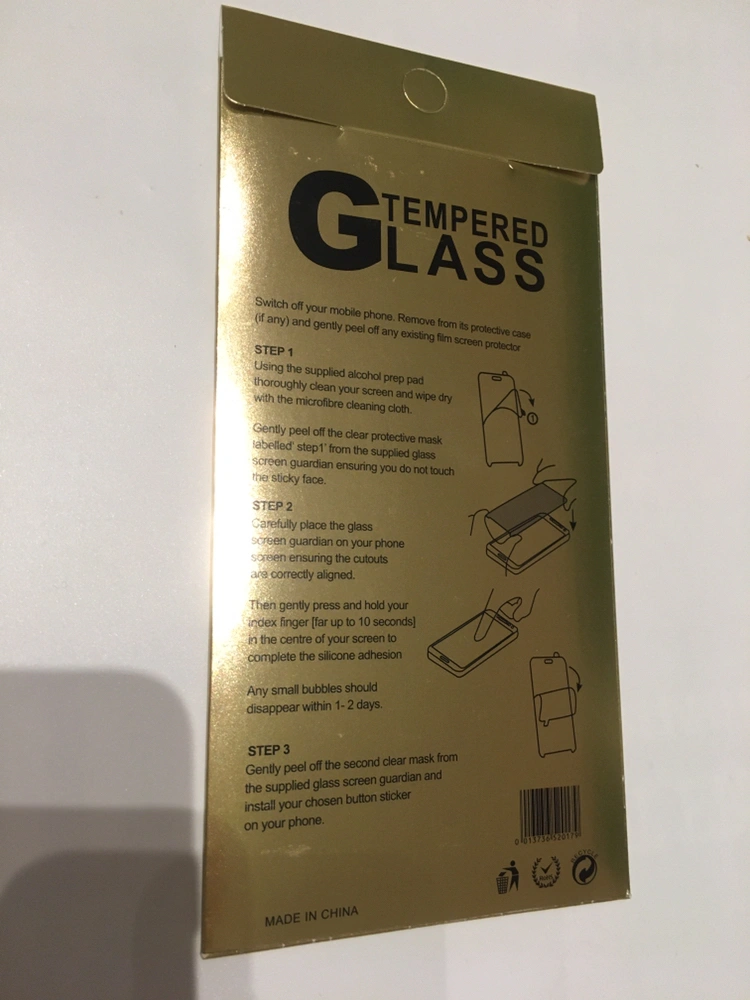 TEMPERED
GLASS
Switch off your mobile phone. Remove from its protective case
(if any) and gently peel off any existing film screen protector
STEP 1
Using the supplied alcohol prep pad
thoroughly clean your screen and wipe dry
with the microfibre cleaning cloth.
Gently peel off the clear protective mask
labelled' step1' from the supplied glass
screen guardian ensuring you do not touch
the sticky face.
1
STEP 2
Carefully place the glass
screen guardian on your phone
screen ensuring the cutouts
are correctly aligned.
Then gently press and hold your
index finger [far up to 10 seconds]
in the centre of your screen to
complete the silicone adhesion
Any small bubbles should
disappear within 1- 2 days.
STEP 3
Gently peel off the second clear mask from
the supplied glass screen guardian and
install your chosen button sticker
on your phone.
0 013736 520179
RoHS
RECYCLE
MADE IN CHINA